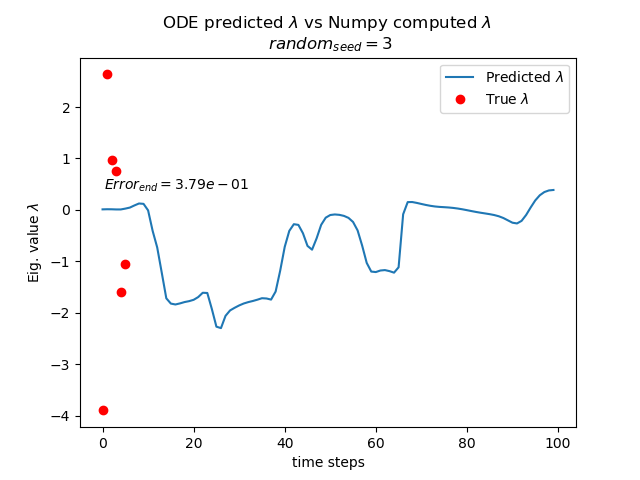 ODE predicted λ vs Numpy computed λ
random_seed = 3
Predicted λ
True λ
Error_end = 3.79e − 01
Eig. value λ
2
1
0
−1
−2
−3
−4
0 20 40 60 80 100
time steps